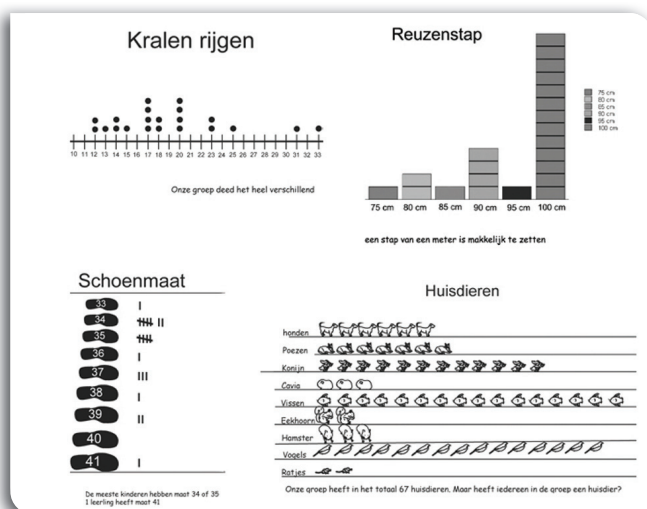 Kralen rijgen
10 11 12 13 14 15 16 17 18 19 20 21 22 23 24 25 26 27 28 29 30 31 32 33
Onze groep deed het heel verschillend
Reuzenstap
75 cm
80 cm
85 cm
90 cm
95 cm
100 cm
75 cm 80 cm 85 cm 90 cm 95 cm 100 cm
een stap van een meter is makkelijk te zetten
Schoenmaat
33
34
35
36
37
38
39
40
41
De meeste kinderen hebben maat 34 of 35
1 leerling heeft maat 41
Huisdieren
honden
Poezen
Konijn
Cavia
Vissen
Eekhoorn
Hamster
Vogels
Ratjes
Onze groep heeft in het totaal 67 huisdieren. Maar heeft iedereen in de groep een huisdier?